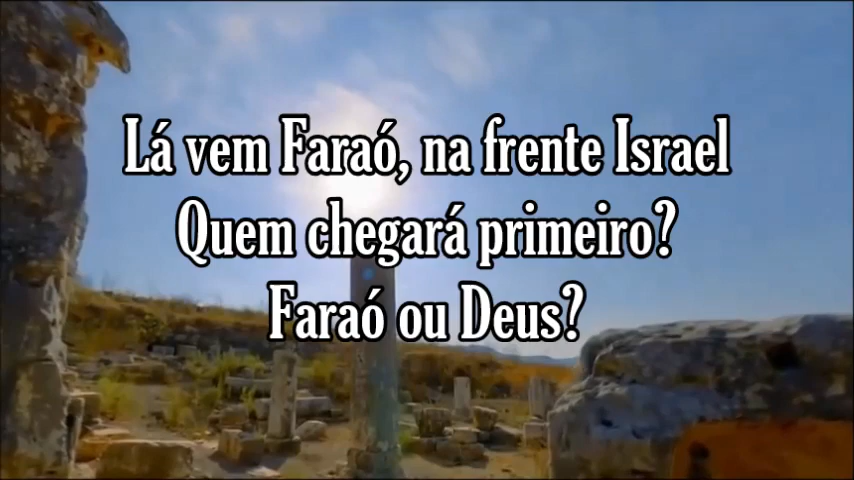 Lá vem Faraó, na frente Israel
Quem chegará primeiro?
Faraó ou Deus?